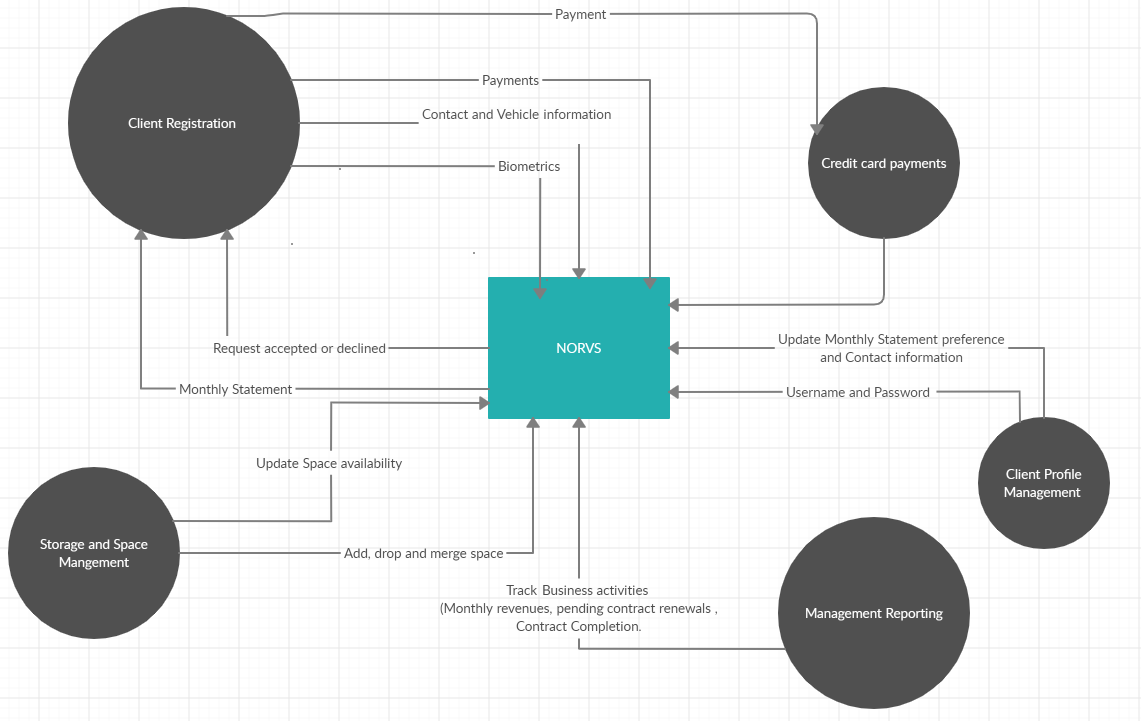 Payment
Payments
Contact and Vehicle information
Client Registration
Biometrics
Credit card payments
Request accepted or declined
NORVS
Update Monthly Statement preference
and Contact information
Monthly Statement
Username and Password
Update Space availability
Client Profile
Management
Storage and Space
Mangement
Add, drop and merge space
Track Business activities
(Monthly revenues, pending contract renewals ,
Contract Completion.
Management Reporting